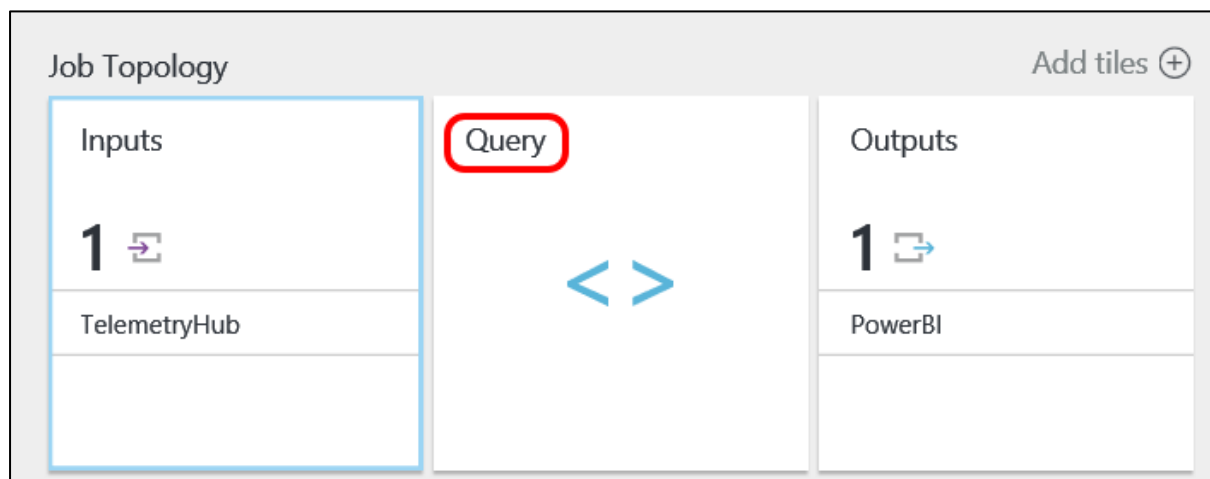 Job Topology
Add tiles
Inputs
1
TelemetryHub
Query
< >
Outputs
1
PowerBI